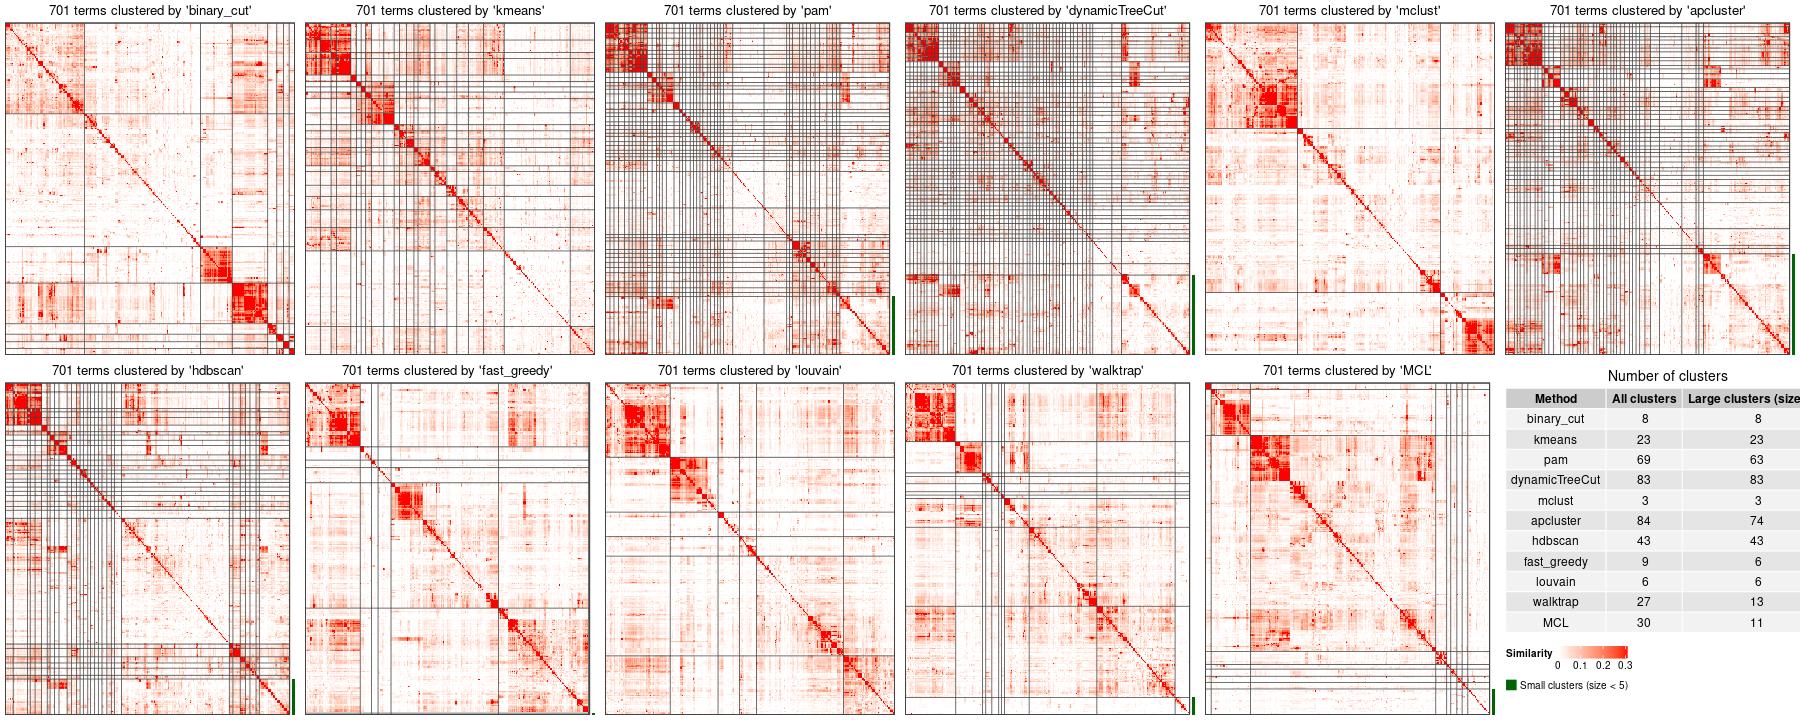 701 terms clustered by 'binary_cut'
701 terms clustered by 'kmeans'
701 terms clustered by 'pam'
701 terms clustered by 'dynamicTreeCut'
701 terms clustered by 'mclust'
701 terms clustered by 'apcluster'
701 terms clustered by 'hdbscan'
701 terms clustered by 'fast_greedy'
701 terms clustered by 'louvain'
701 terms clustered by 'walktrap'
701 terms clustered by 'MCL'
Number of clusters
Method All clusters Large clusters (size
binary_cut 8 8
kmeans 23 23
pam 69 63
dynamicTreeCut 83 83
mclust 3 3
apcluster 84 74
hdbscan 43 43
fast_greedy 9 6
louvain 6 6
walktrap 27 13
MCL 30 11
Similarity
0 0.1 0.2 0.3
Small clusters (size < 5)